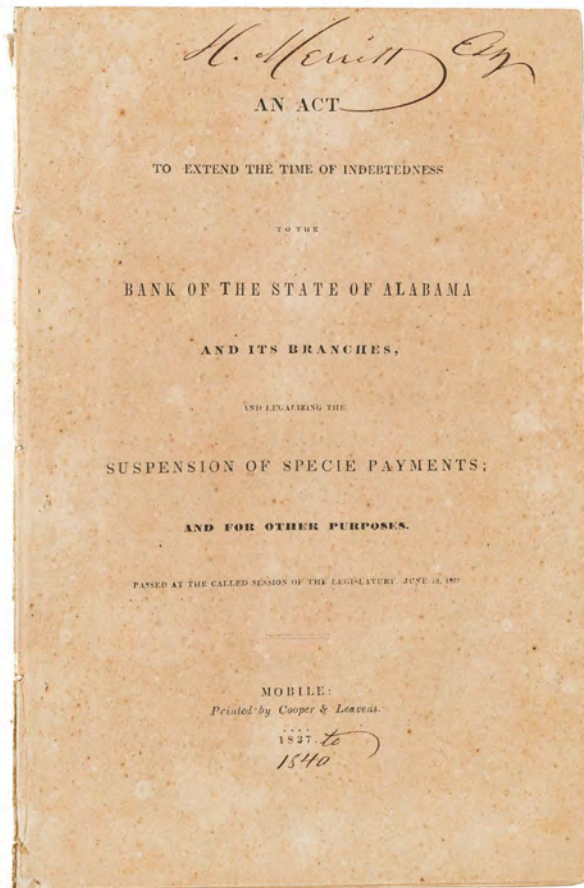 H. Merritt Esq
AN ACT
TO EXTEND THE TIME OF INDEBTEDNESS
TO THE
BANK OF THE STATE OF ALABAMA
AND ITS BRANCHES,
AND LEGALIZING THE
SUSPENSION OF SPECIE PAYMENTS;
AND FOR OTHER PURPOSES.
PASSED AT THE CALLED SESSION OF THE LEGISLATURE, JUNE 1837
MOBILE:
Printed by Cooper & Leavens.
1837. to
1840